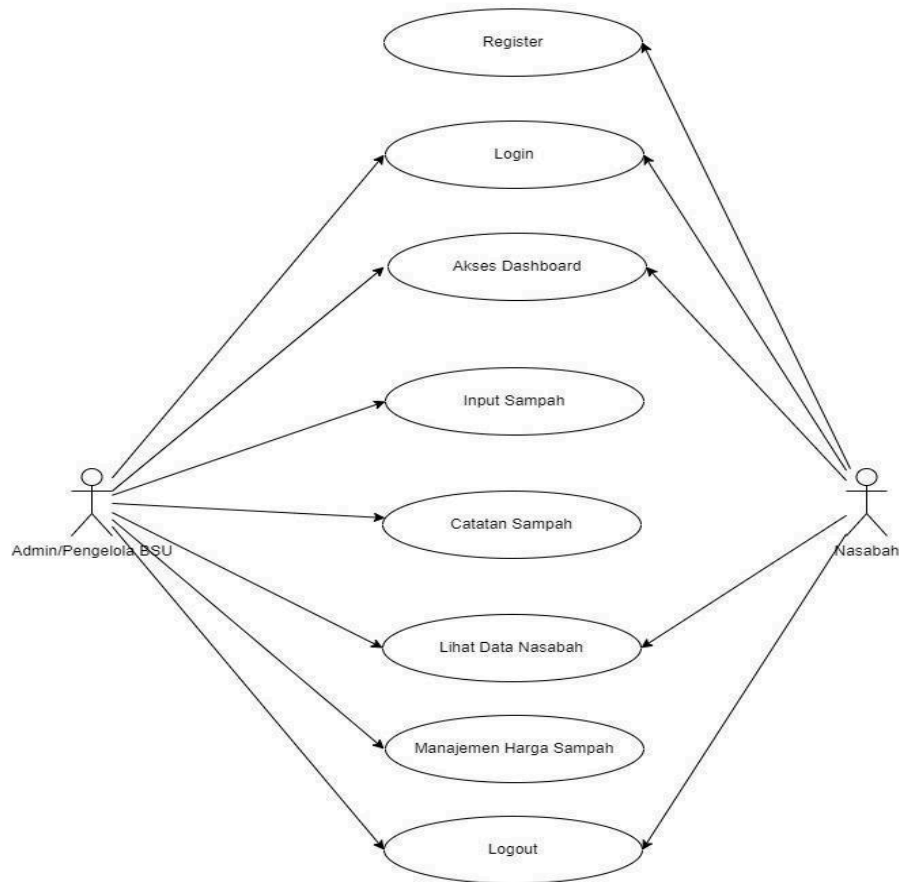 Register
Login
Akses Dashboard
Input Sampah
Catatan Sampah
Admin/Pengelola BSU
Nasabah
Lihat Data Nasabah
Manajemen Harga Sampah
Logout